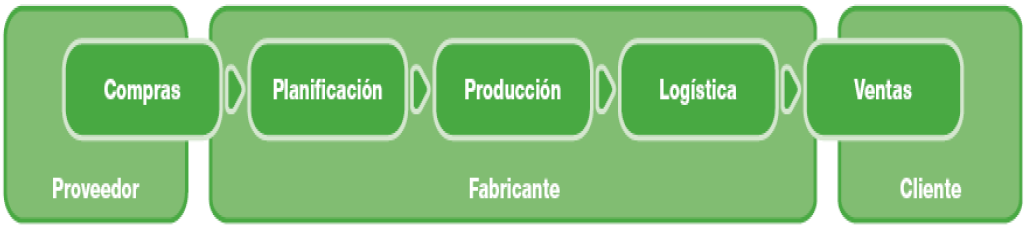 Compras
Planificación
Producción
Logística
Ventas
Proveedor
Fabricante
Cliente